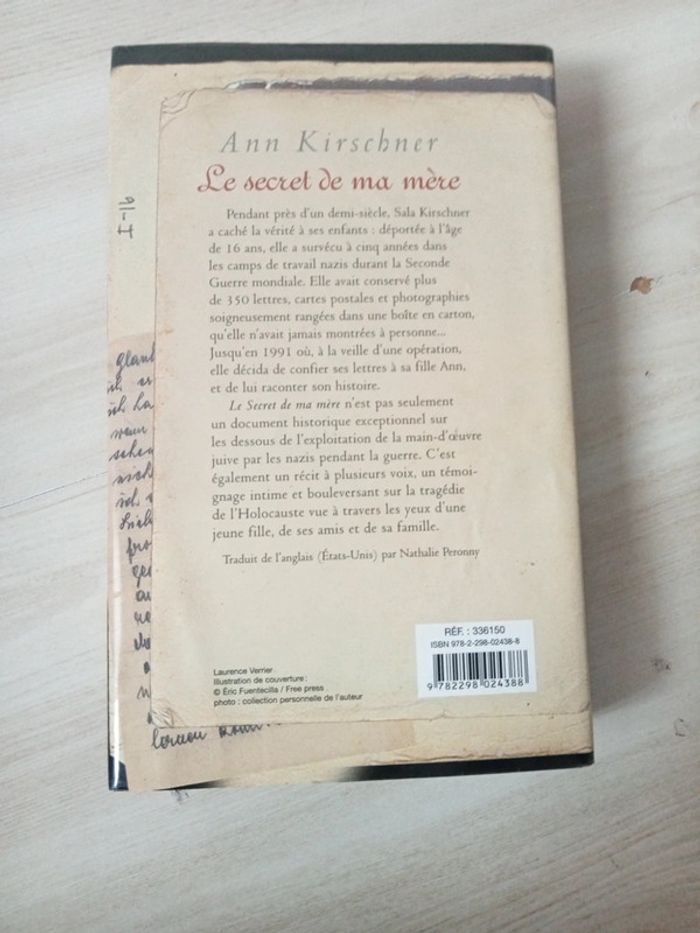 Ann Kirschner
Le secret de ma mère
Pendant près d'un demi-siècle, Sala Kirschner
a caché la vérité à ses enfants : déportée à l'âge
de 16 ans, elle a survécu à cinq années dans
les camps de travail nazis durant la Seconde
Guerre mondiale. Elle avait conservé plus
de 350 lettres, cartes postales et photographies
soigneusement rangées dans une boîte en carton,
qu'elle n'avait jamais montrées à personne...
Jusqu'en 1991 où, à la veille d'une opération,
elle décida de confier ses lettres à sa fille Ann,
et de lui raconter son histoire.
Le Secret de ma mère n'est pas seulement
un document historique exceptionnel sur
les dessous de l'exploitation de la main-d'œuvre
juive par les nazis pendant la guerre. C'est
également un récit à plusieurs voix, un témoi-
gnage intime et bouleversant sur la tragédie
de l'Holocauste vue à travers les yeux d'une
jeune fille, de ses amis et de sa famille.
Traduit de l'anglais (États-Unis) par Nathalie Peronny
RÉF. : 336150
ISBN 978-2-298-02438-8
9 782298 024388
Laurence Verrier
Illustration de couverture :
© Éric Fuentecilla / Free press
photo : collection personnelle de l'auteur